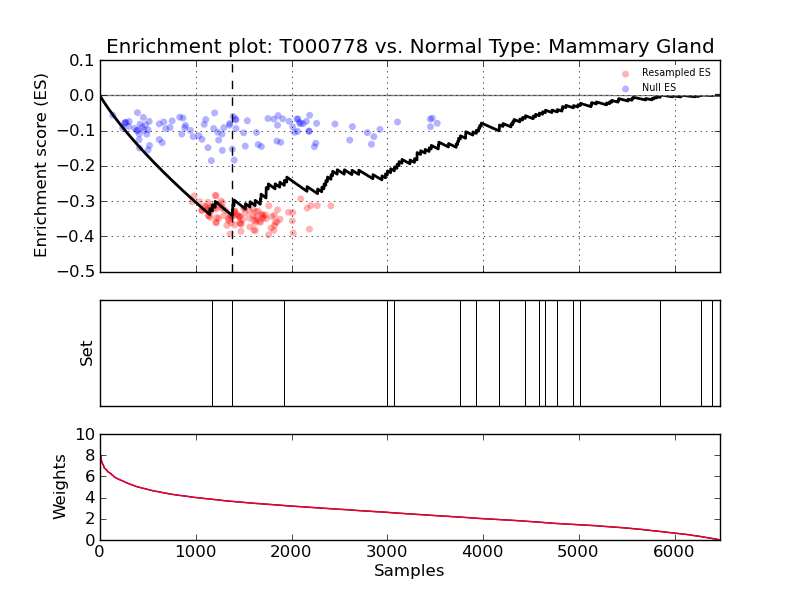 Enrichment plot: T000778 vs. Normal Type: Mammary Gland
Enrichment score (ES)
0.1
0.0
−0.1
−0.2
−0.3
−0.4
−0.5
Resampled ES
Null ES
Set
Weights
10
8
6
4
2
0
0 1000 2000 3000 4000 5000 6000
Samples